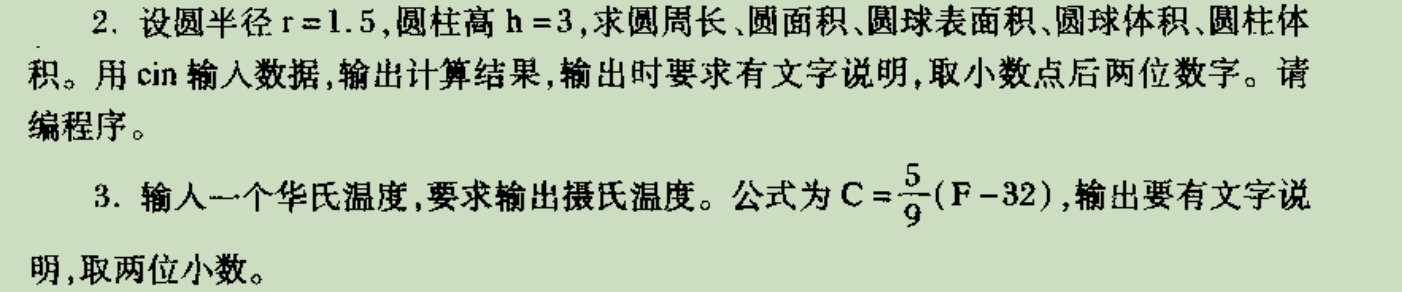 2. 设圆半径 r=1.5,圆柱高 h=3,求圆周长、圆面积、圆球表面积、圆球体积、圆柱体
积。用 cin 输入数据,输出计算结果,输出时要求有文字说明,取小数点后两位数字。请
编程序。
3. 输入一个华氏温度,要求输出摄氏温度。公式为 C=5/9(F-32),输出要有文字说
明,取两位小数。